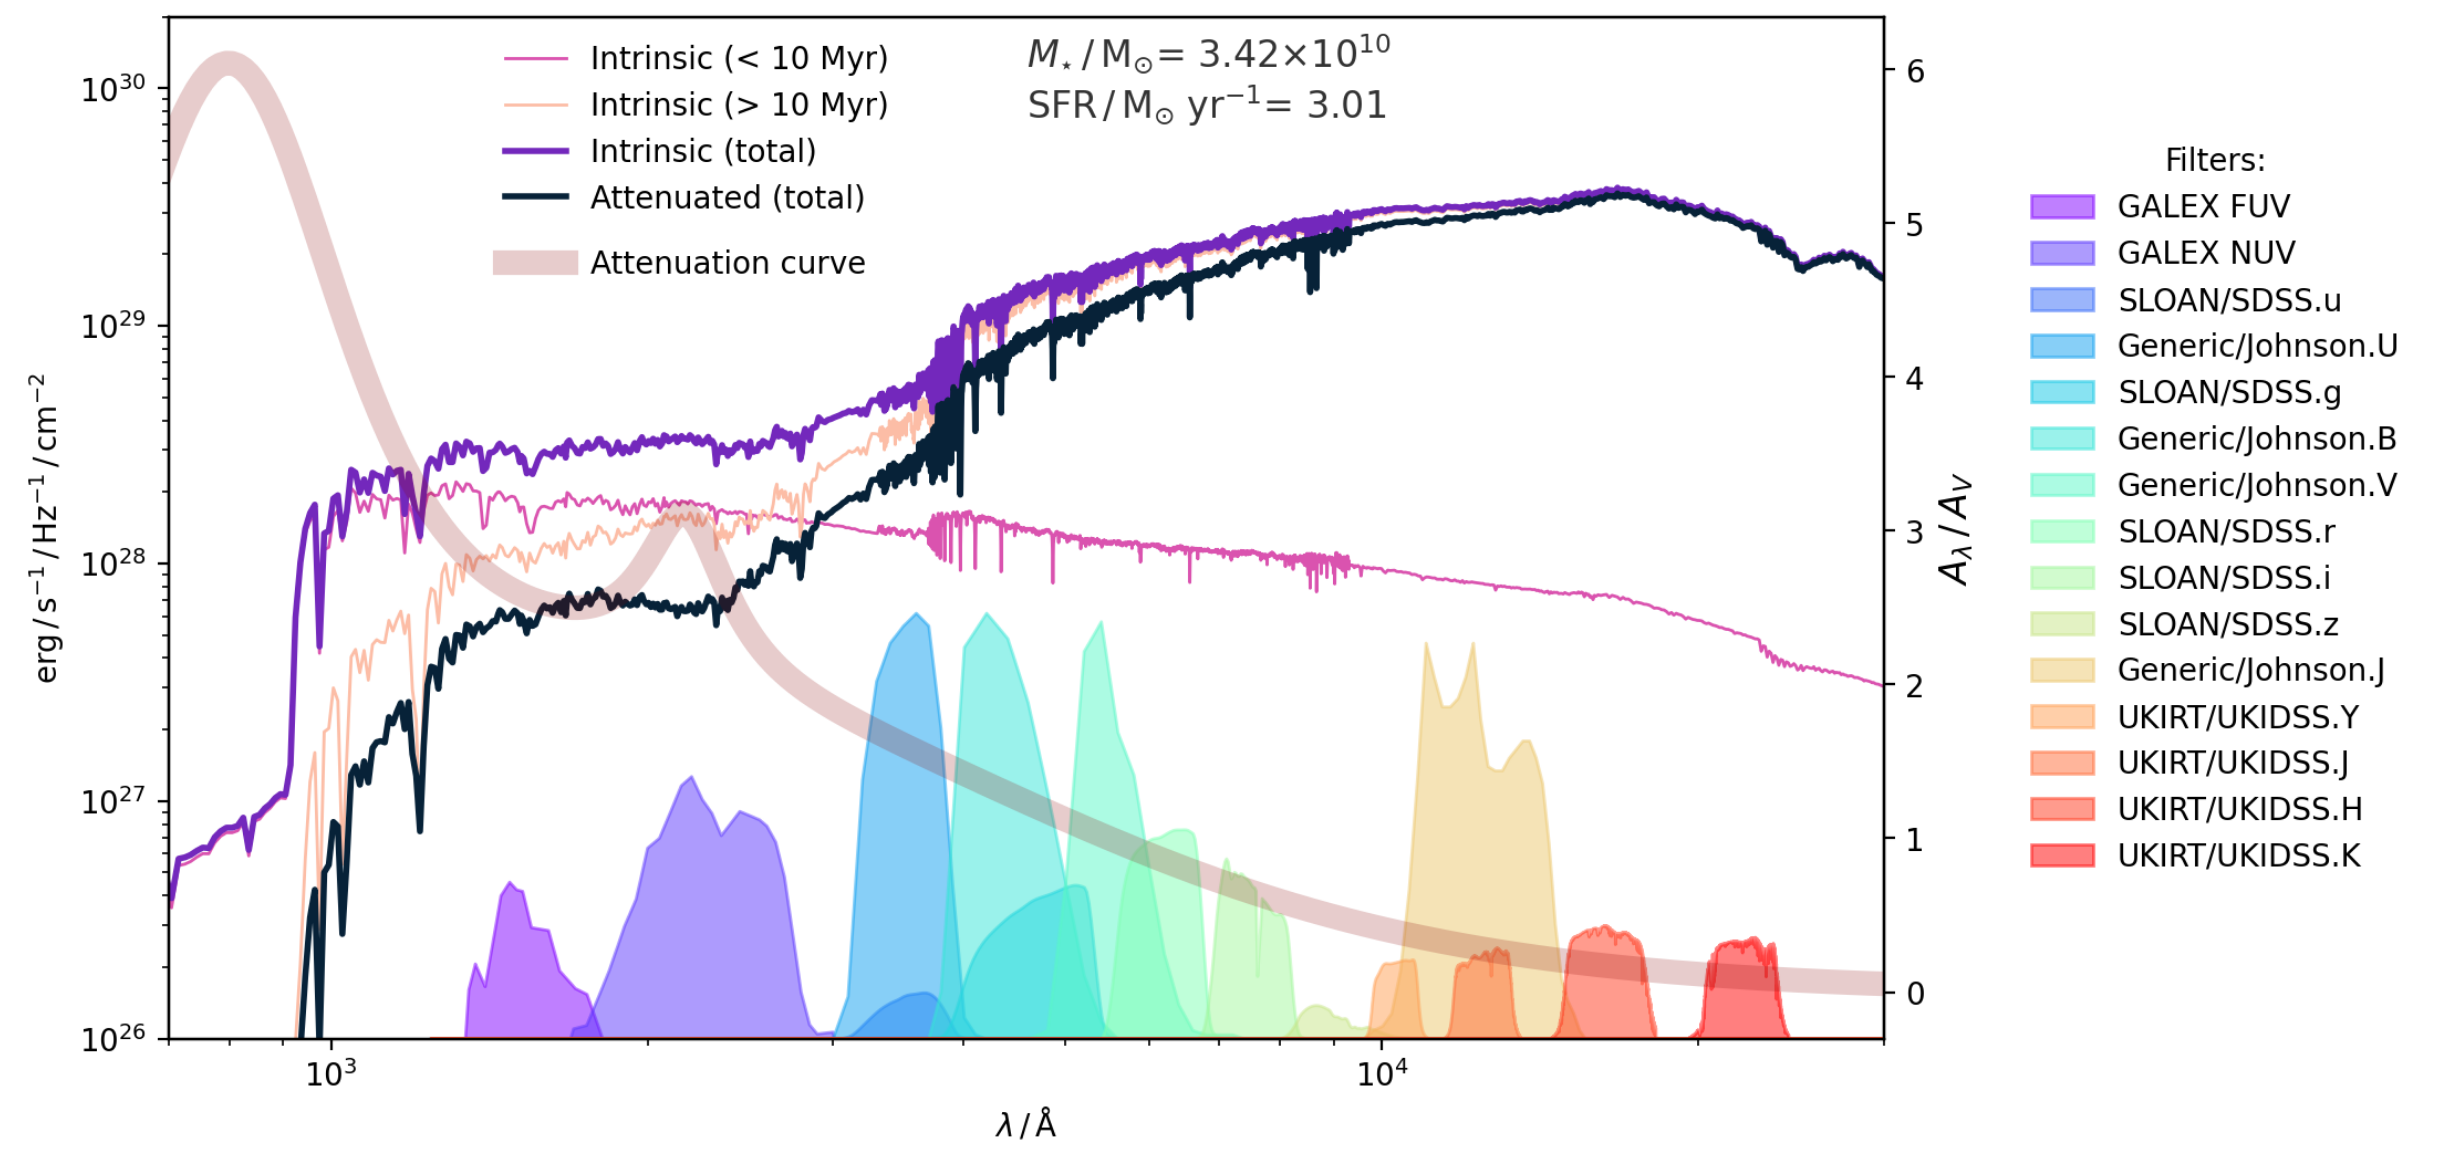 Intrinsic (< 10 Myr)
Intrinsic (> 10 Myr)
Intrinsic (total)
Attenuated (total)
Attenuation curve
M⋆ / M⊙= 3.42×10¹⁰
SFR / M⊙ yr⁻¹= 3.01
10³⁰
10²⁹
10²⁸
10²⁷
10²⁶
erg / s⁻¹ / Hz⁻¹ / cm⁻²
10³
10⁴
λ / Å
6
5
4
3
2
1
0
A_λ / A_V
Filters:
GALEX FUV
GALEX NUV
SLOAN/SDSS.u
Generic/Johnson.U
SLOAN/SDSS.g
Generic/Johnson.B
Generic/Johnson.V
SLOAN/SDSS.r
SLOAN/SDSS.i
SLOAN/SDSS.z
Generic/Johnson.J
UKIRT/UKIDSS.Y
UKIRT/UKIDSS.J
UKIRT/UKIDSS.H
UKIRT/UKIDSS.K